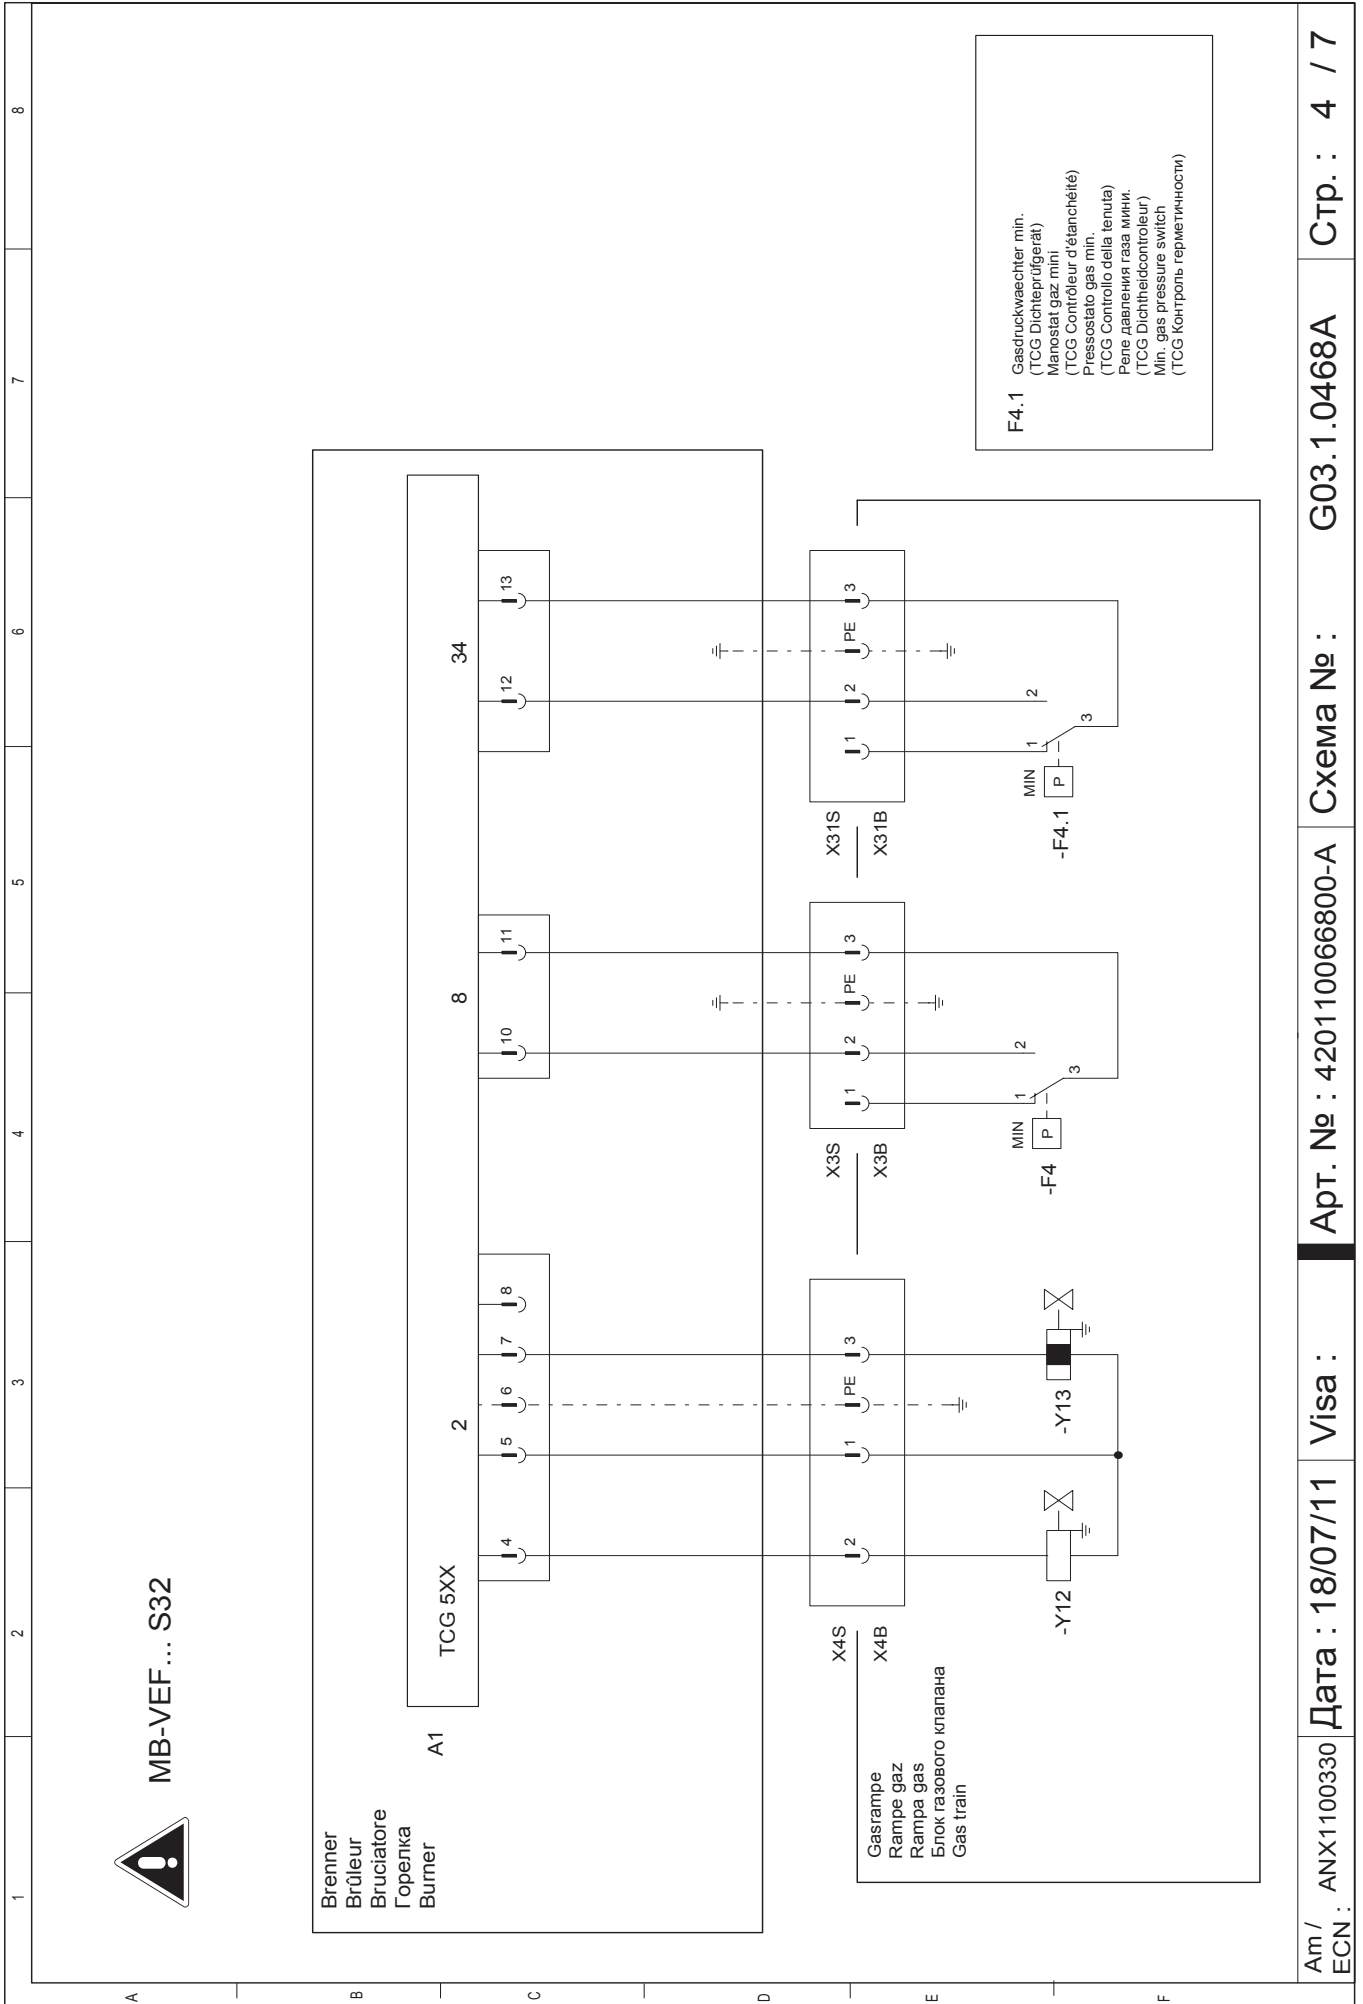 1 2 3 4 5 6 7 8
A
B
C
D
E
F
MB-VEF... S32
Brenner
Brûleur
Bruciatore
Горелка
Burner
A1
TCG 5XX
2
8
34
4 5 6 7 8
10 11
12 13
X4S
X4B
2 1 PE 3
X3S
X3B
1 2 PE 3
X31S
X31B
1 2 PE 3
Gasrampe
Rampe gaz
Rampa gas
Блок газового клапана
Gas train
-Y12
-Y13
-F4
MIN
P
1
2
3
-F4.1
MIN
P
1
2
3
F4.1 Gasdruckwaechter min.
(TCG Dichteprüfgerät)
Manostat gaz mini
(TCG Contrôleur d'étanchéité)
Pressostato gas min.
(TCG Controllo della tenuta)
Реле давления газа мини.
(TCG Dichtheidcontroleur)
Min. gas pressure switch
(TCG Контроль герметичности)
Am / ECN : ANX1100330
Дата : 18/07/11
Visa :
Арт. № : 420110066800-A
Схема № : G03.1.0468A
Стр. : 4 / 7